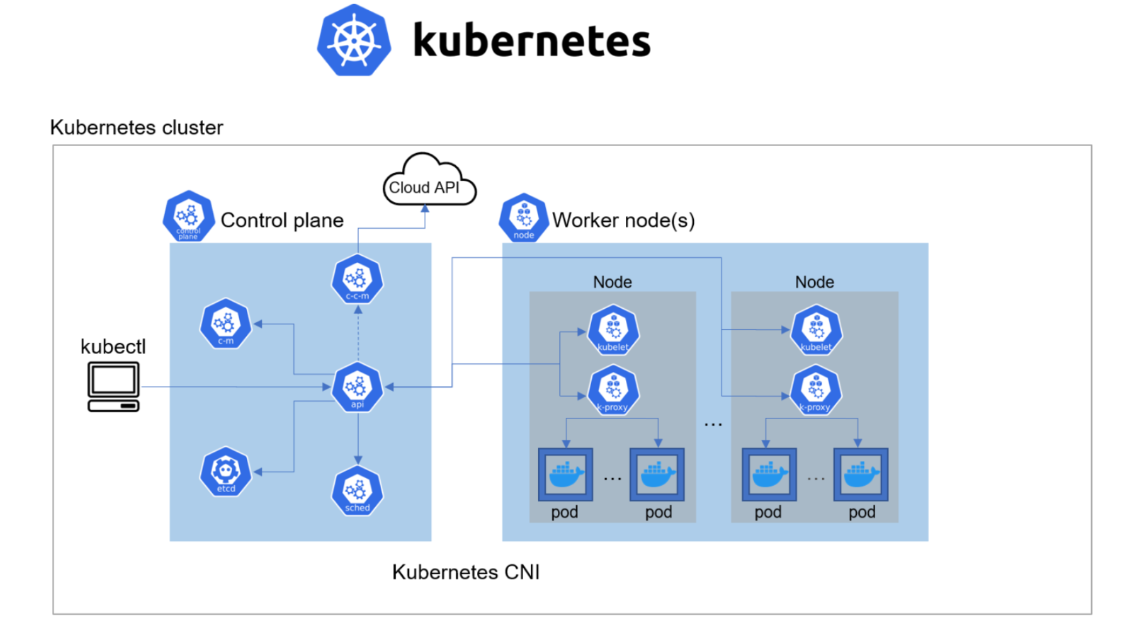 kubernetes
Kubernetes cluster
Cloud API
control
plane
Control plane
node
Worker node(s)
c-c-m
Node
Node
c-m
kubelet
kubelet
kubectl
api
k-proxy
k-proxy
...
etcd
sched
...
...
pod
pod
pod
pod
Kubernetes CNI